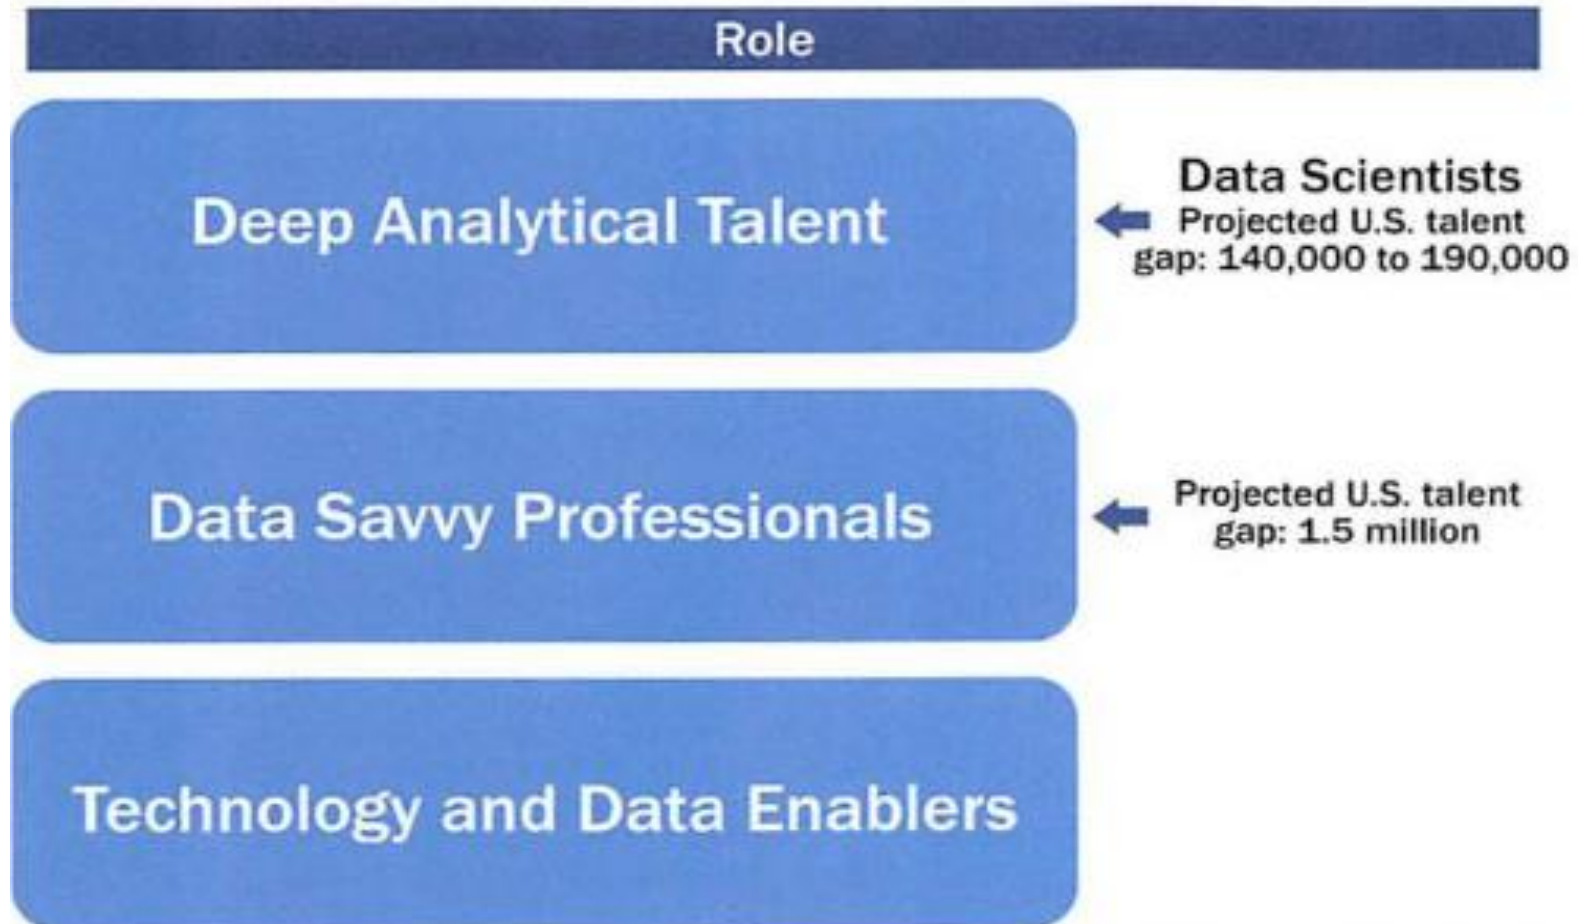 Role
Deep Analytical Talent
Data Scientists
Projected U.S. talent
gap: 140,000 to 190,000
Data Savvy Professionals
Projected U.S. talent
gap: 1.5 million
Technology and Data Enablers